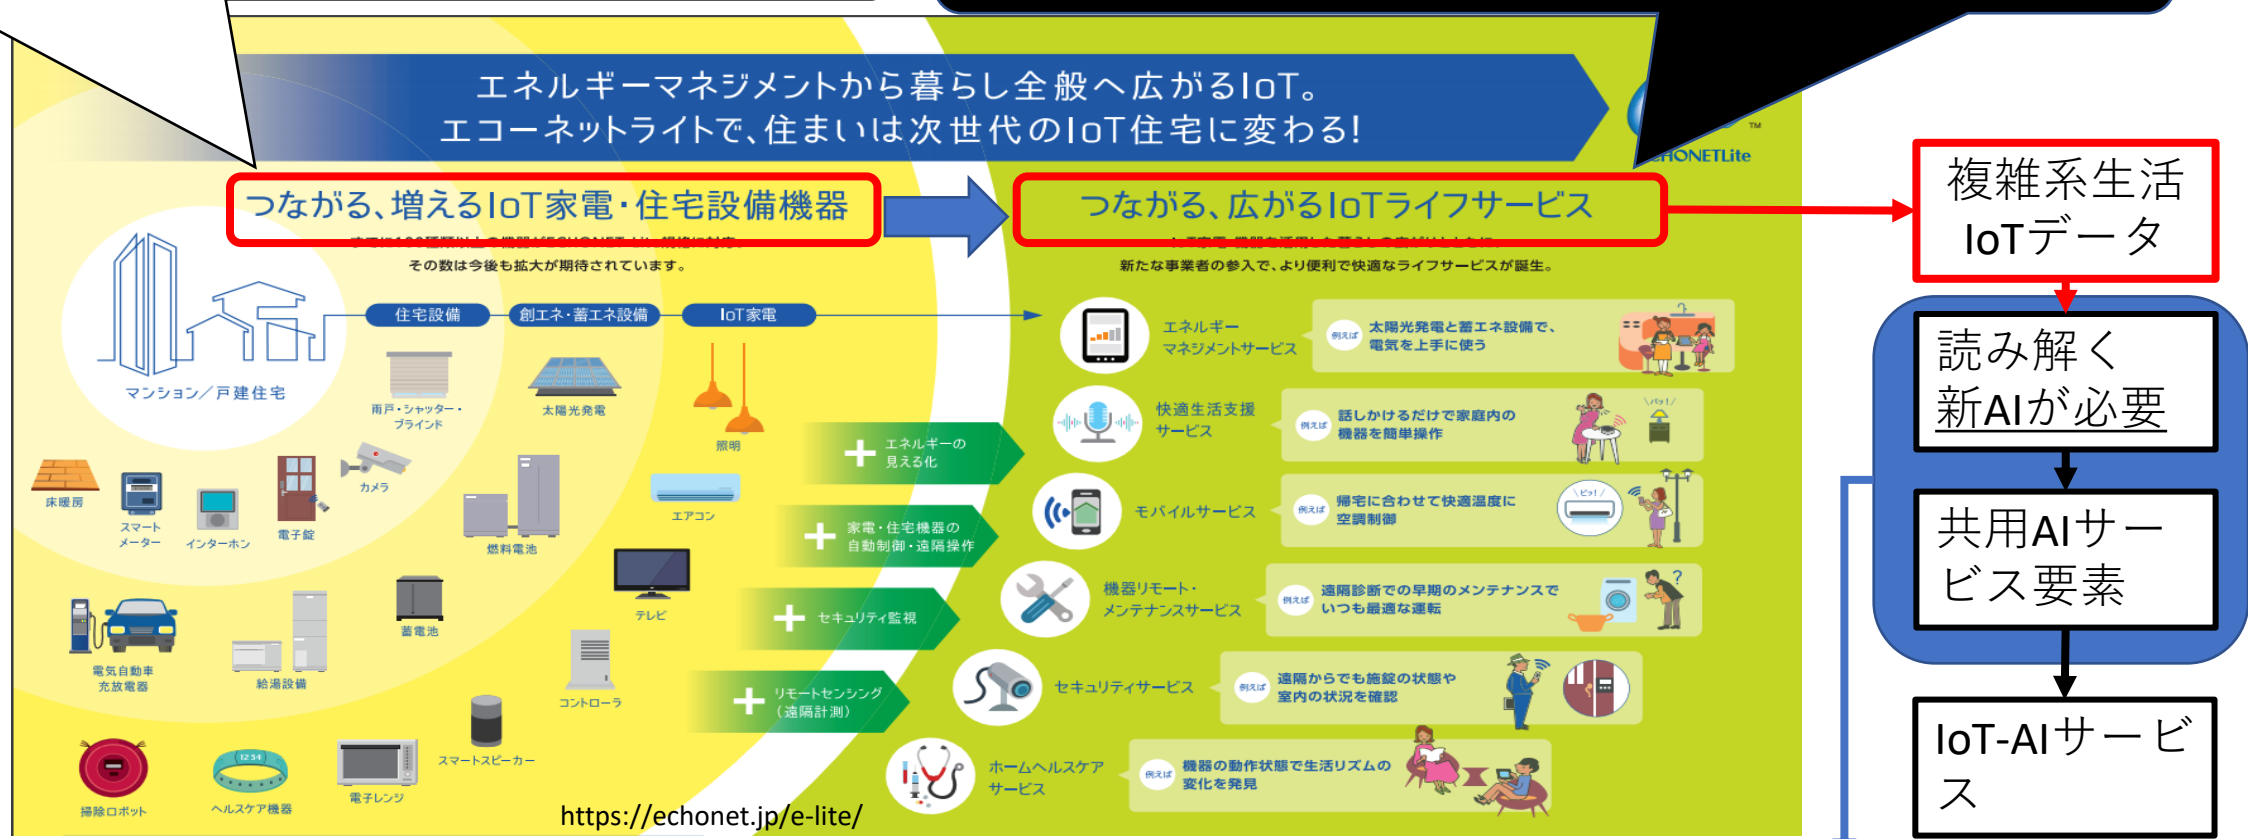 エネルギーマネジメントから暮らし全般へ広がるIoT。
エコーネットライトで、住まいは次世代のIoT住宅に変わる!
TM
HONETLite
つながる、増えるIoT家電・住宅設備機器
その数は今後も拡大が期待されています。
マンション／戸建住宅
住宅設備
創エネ・蓄エネ設備
IoT家電
雨戸・シャッター・
ブラインド
太陽光発電
照明
床暖房
スマート
メーター
インターホン
電子錠
カメラ
燃料電池
エアコン
電気自動車
充放電器
給湯設備
蓄電池
テレビ
コントローラ
掃除ロボット
1234
ヘルスケア機器
電子レンジ
スマートスピーカー
エネルギーの
見える化
家電・住宅機器の
自動制御・遠隔操作
セキュリティ監視
リモートセンシング
（遠隔計測）
https://echonet.jp/e-lite/
つながる、広がるIoTライフサービス
新たな事業者の参入で、より便利で快適なライフサービスが誕生。
エネルギー
マネジメントサービス
例えば
太陽光発電と蓄エネ設備で、
電気を上手に使う
快適生活支援
サービス
例えば
話しかけるだけで家庭内の
機器を簡単操作
パッ!
モバイルサービス
例えば
帰宅に合わせて快適温度に
空調制御
ピッ!
機器リモート・
メンテナンスサービス
例えば
遠隔診断での早期のメンテナンスで
いつも最適な運転
?
セキュリティサービス
例えば
遠隔からでも施錠の状態や
室内の状況を確認
ホームヘルスケア
サービス
例えば
機器の動作状態で生活リズムの
変化を発見
複雑系生活
IoTデータ
読み解く
新AIが必要
共用AIサー
ビス要素
IoT-AIサービ
ス